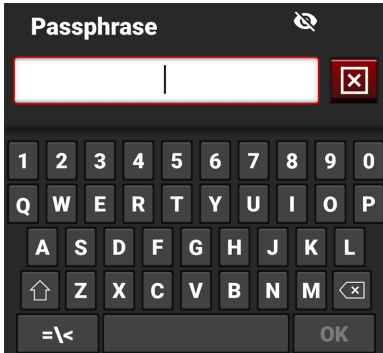 Passphrase
1 2 3 4 5 6 7 8 9 0
Q W E R T Y U I O P
A S D F G H J K L
Z X C V B N M
=\< OK